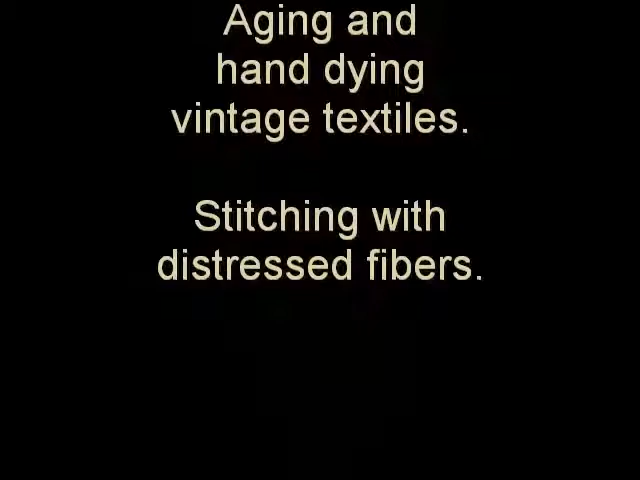 Aging and
hand dying
vintage textiles.
Stitching with
distressed fibers.